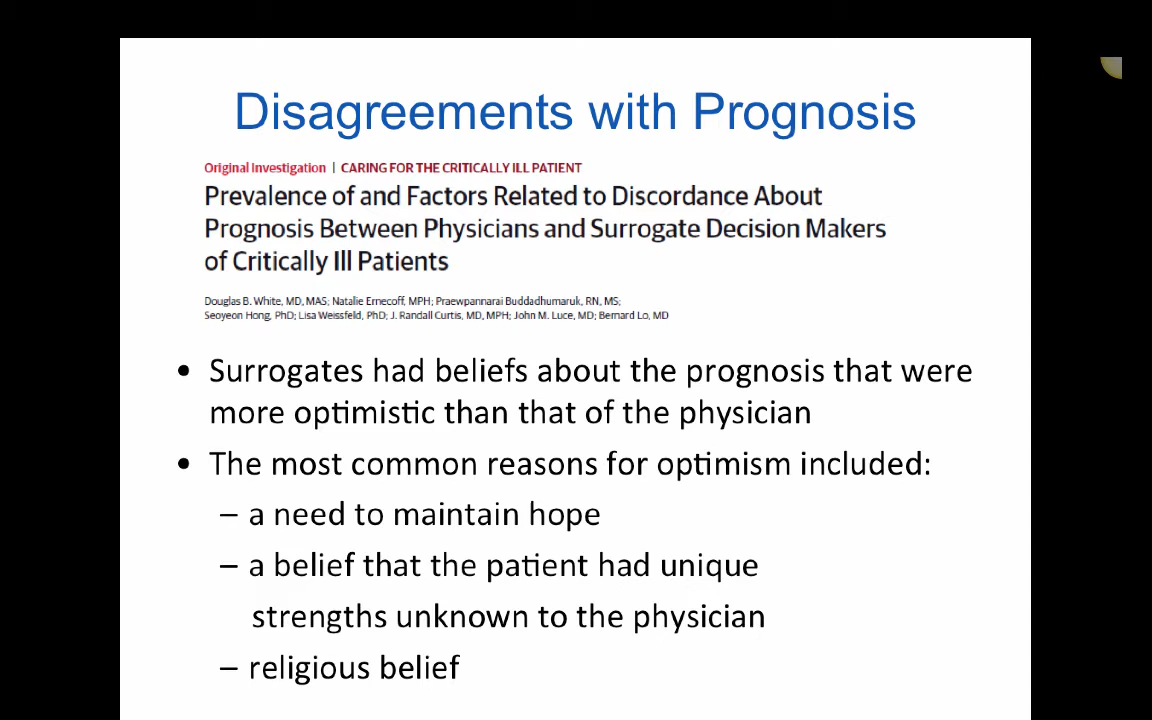 Disagreements with Prognosis
Original Investigation | CARING FOR THE CRITICALLY ILL PATIENT
Prevalence of and Factors Related to Discordance About
Prognosis Between Physicians and Surrogate Decision Makers
of Critically Ill Patients
Douglas B. White, MD, MAS; Natalie Ernecoff, MPH; Praewpannarai Buddadhumaruk, RN, MS;
Seoyeon Hong, PhD; Lisa Weissfeld, PhD; J. Randall Curtis, MD, MPH; John M. Luce, MD; Bernard Lo, MD
• Surrogates had beliefs about the prognosis that were
more optimistic than that of the physician
• The most common reasons for optimism included:
– a need to maintain hope
– a belief that the patient had unique
strengths unknown to the physician
– religious belief